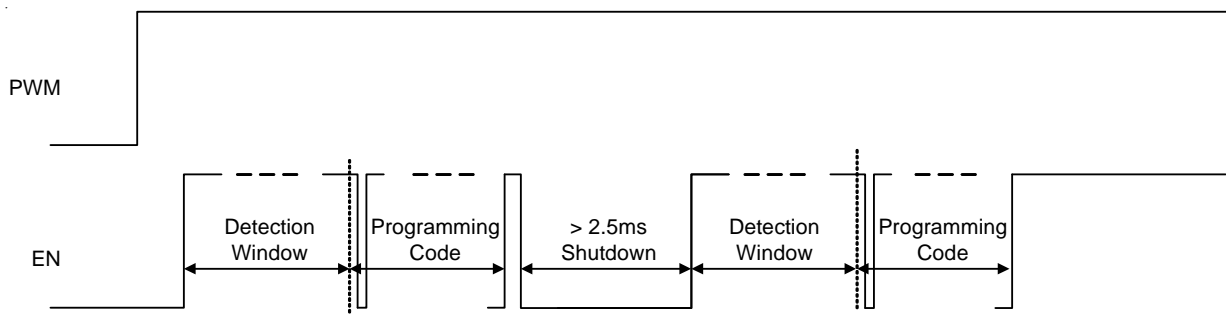 PWM
EN
Detection
Window
Programming
Code
> 2.5ms
Shutdown
Detection
Window
Programming
Code